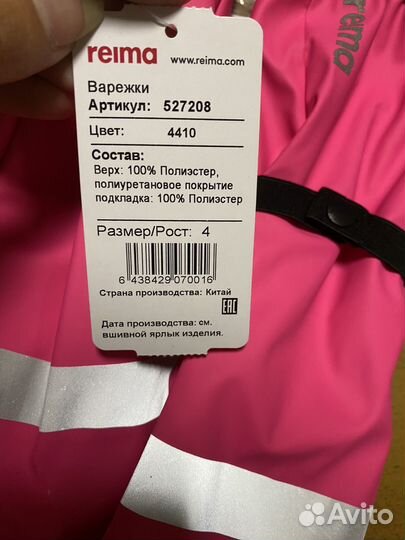 reima www.reima.com
Варежки
Артикул: 527208
Цвет: 4410
Состав:
Верх: 100% Полиэстер,
полиуретановое покрытие
подкладка: 100% Полиэстер
Размер/Рост: 4
6 438429 070016
Страна производства: Китай
EAC
Дата производства: см.
вшивной ярлык изделия.
reima
Avito